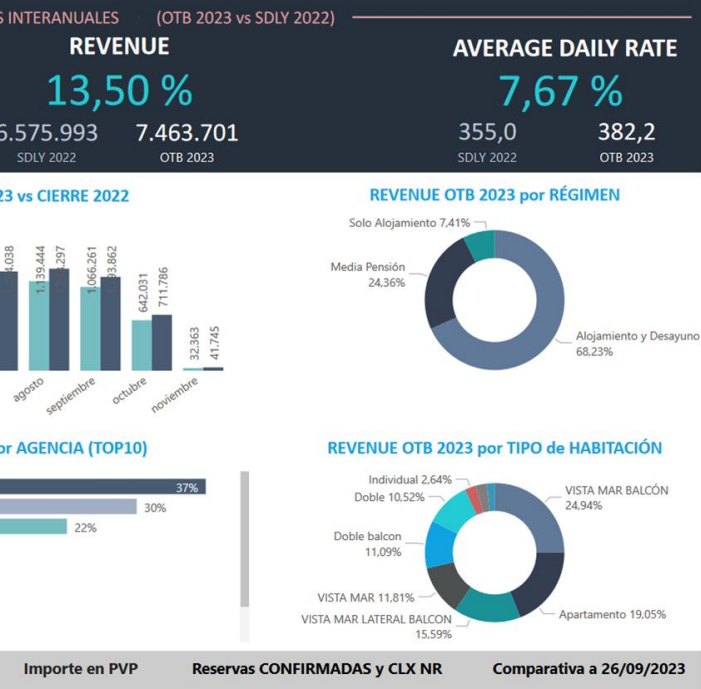 INTERANUALES (OTB 2023 vs SDLY 2022)
REVENUE
13,50 %
7.463.701
SDLY 2022 OTB 2023
AVERAGE DAILY RATE
7,67 %
355,0 382,2
SDLY 2022 OTB 2023
vs CIERRE 2022
1.139.444
1.066.261
642.031
711.786
32.363
41.745
agosto
septiembre
octubre
noviembre
REVENUE OTB 2023 por RÉGIMEN
Solo Alojamiento 7,41%
Media Pensión
24,36%
Alojamiento y Desayuno
68,23%
AGENCIA (TOP10)
37%
30%
22%
REVENUE OTB 2023 por TIPO de HABITACIÓN
Individual 2,64%
Doble 10,52%
Doble balcon
11,09%
VISTA MAR 11,81%
VISTA MAR LATERAL BALCON
15,59%
VISTA MAR BALCÓN
24,94%
Apartamento 19,05%
Importe en PVP Reservas CONFIRMADAS y CLX NR Comparativa a 26/09/2023